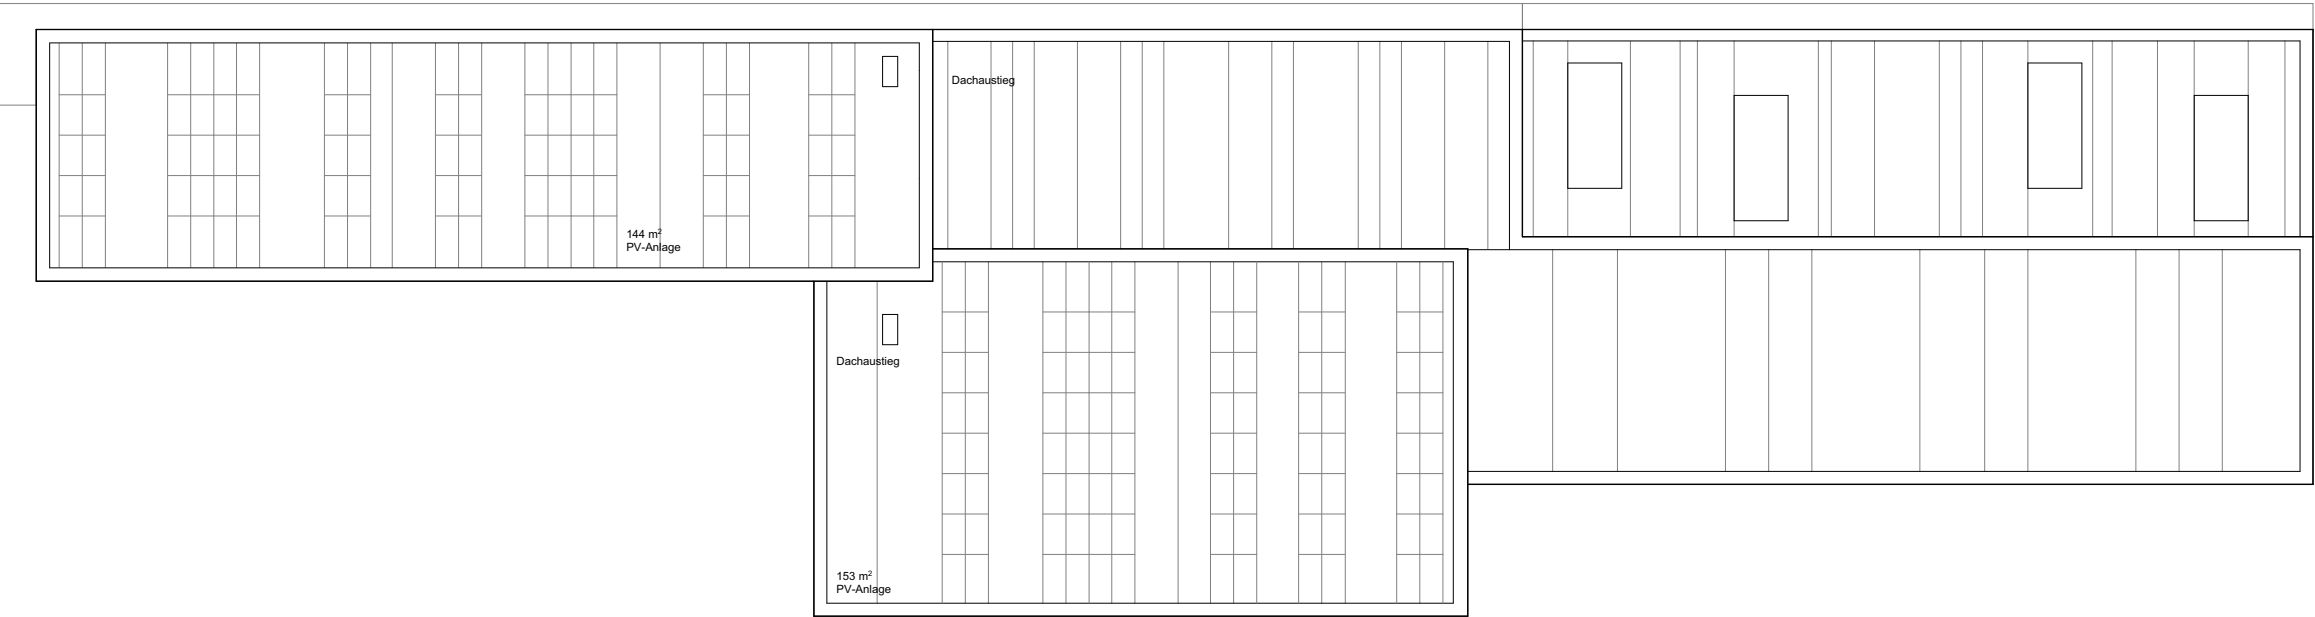 Dachaustieg
144 m²
PV-Anlage
Dachaustieg
153 m²
PV-Anlage